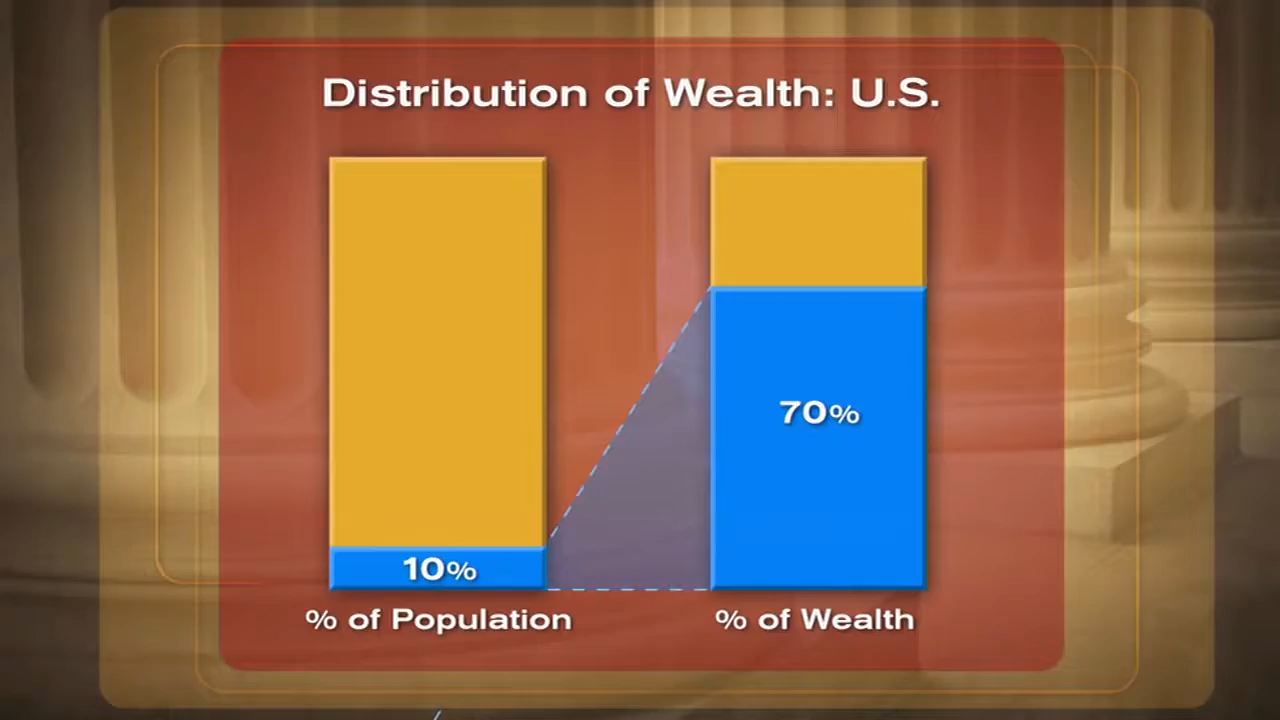 Distribution of Wealth: U.S.
70%
10%
% of Population
% of Wealth